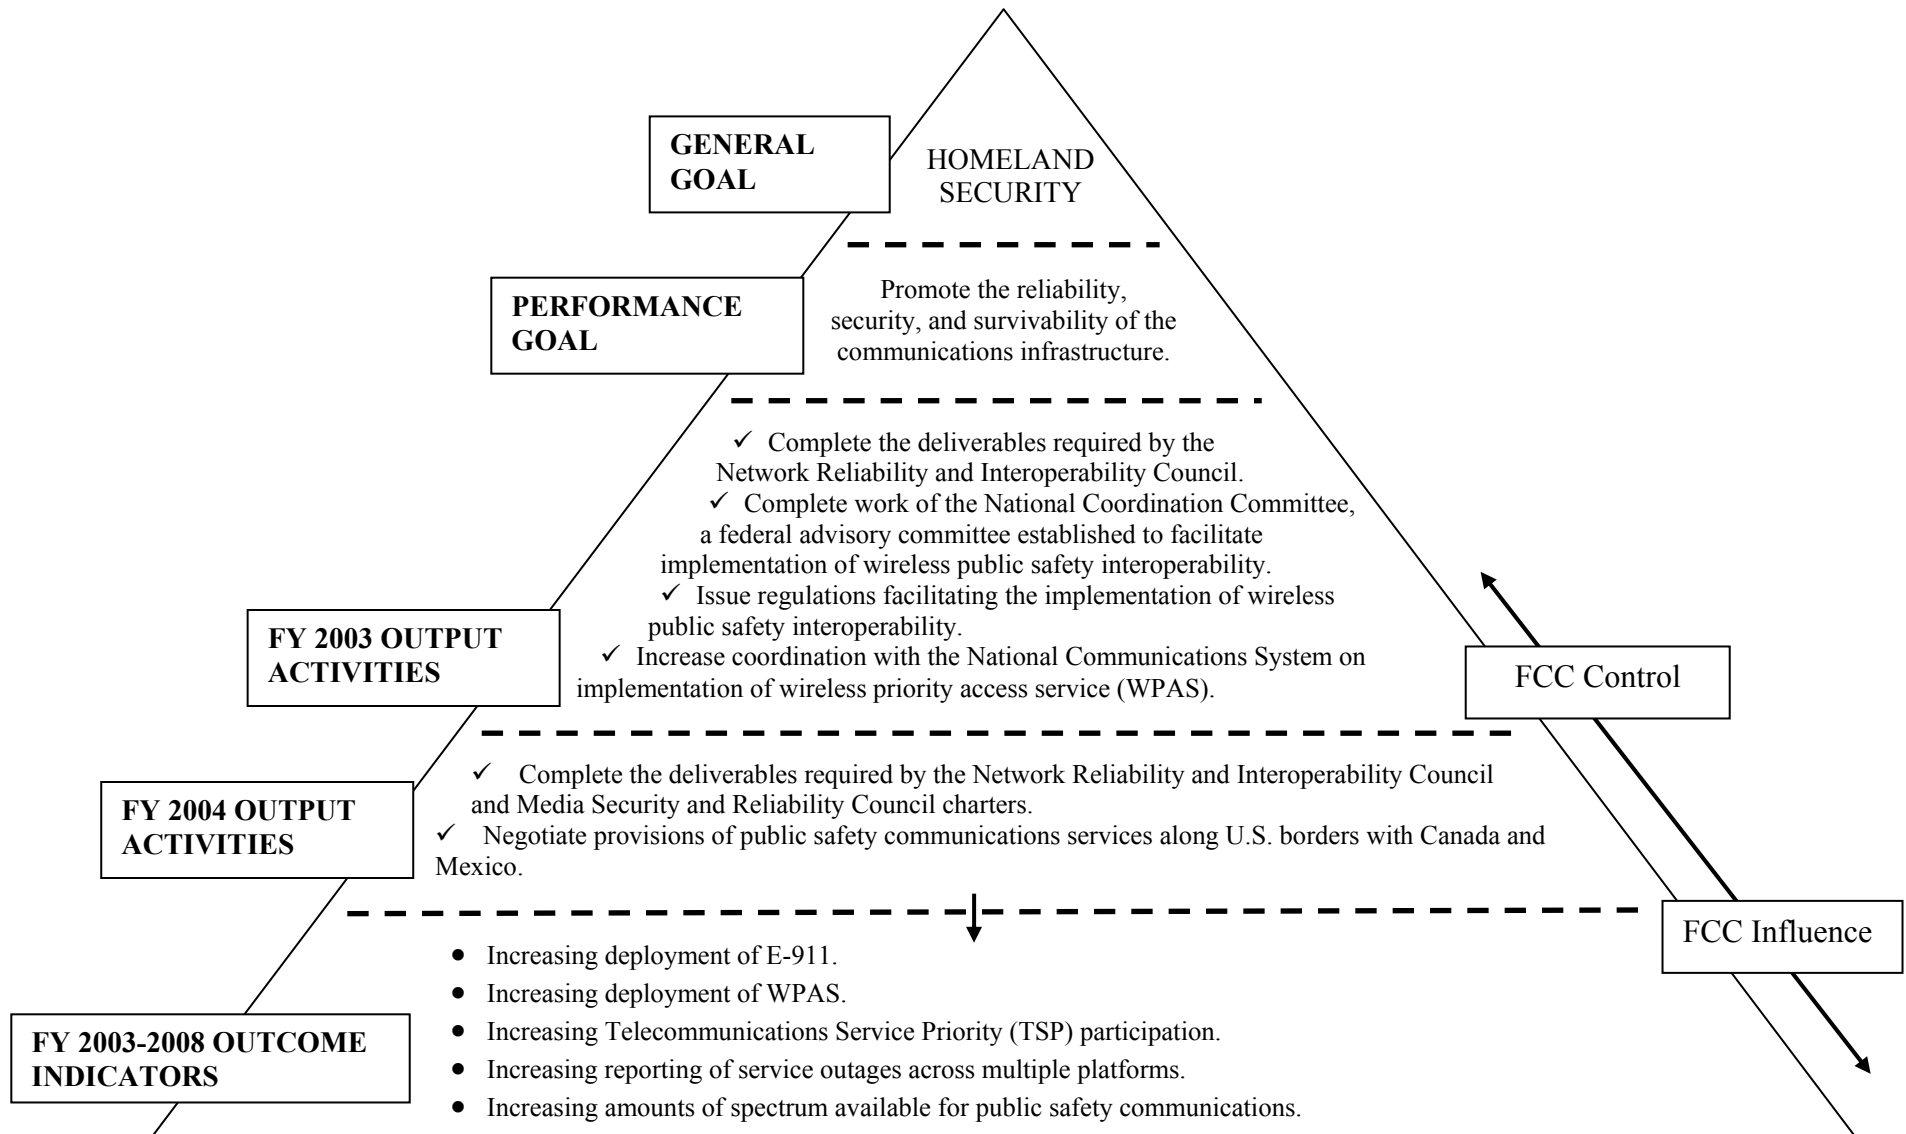 GENERAL
GOAL
HOMELAND
SECURITY
PERFORMANCE
GOAL
Promote the reliability,
security, and survivability of the
communications infrastructure.
✓ Complete the deliverables required by the
Network Reliability and Interoperability Council.
✓ Complete work of the National Coordination Committee,
a federal advisory committee established to facilitate
implementation of wireless public safety interoperability.
✓ Issue regulations facilitating the implementation of wireless
public safety interoperability.
✓ Increase coordination with the National Communications System on
implementation of wireless priority access service (WPAS).
FY 2003 OUTPUT
ACTIVITIES
FCC Control
FY 2004 OUTPUT
ACTIVITIES
✓ Complete the deliverables required by the Network Reliability and Interoperability Council
and Media Security and Reliability Council charters.
✓ Negotiate provisions of public safety communications services along U.S. borders with Canada and
Mexico.
FCC Influence
FY 2003-2008 OUTCOME
INDICATORS
• Increasing deployment of E-911.
• Increasing deployment of WPAS.
• Increasing Telecommunications Service Priority (TSP) participation.
• Increasing reporting of service outages across multiple platforms.
• Increasing amounts of spectrum available for public safety communications.